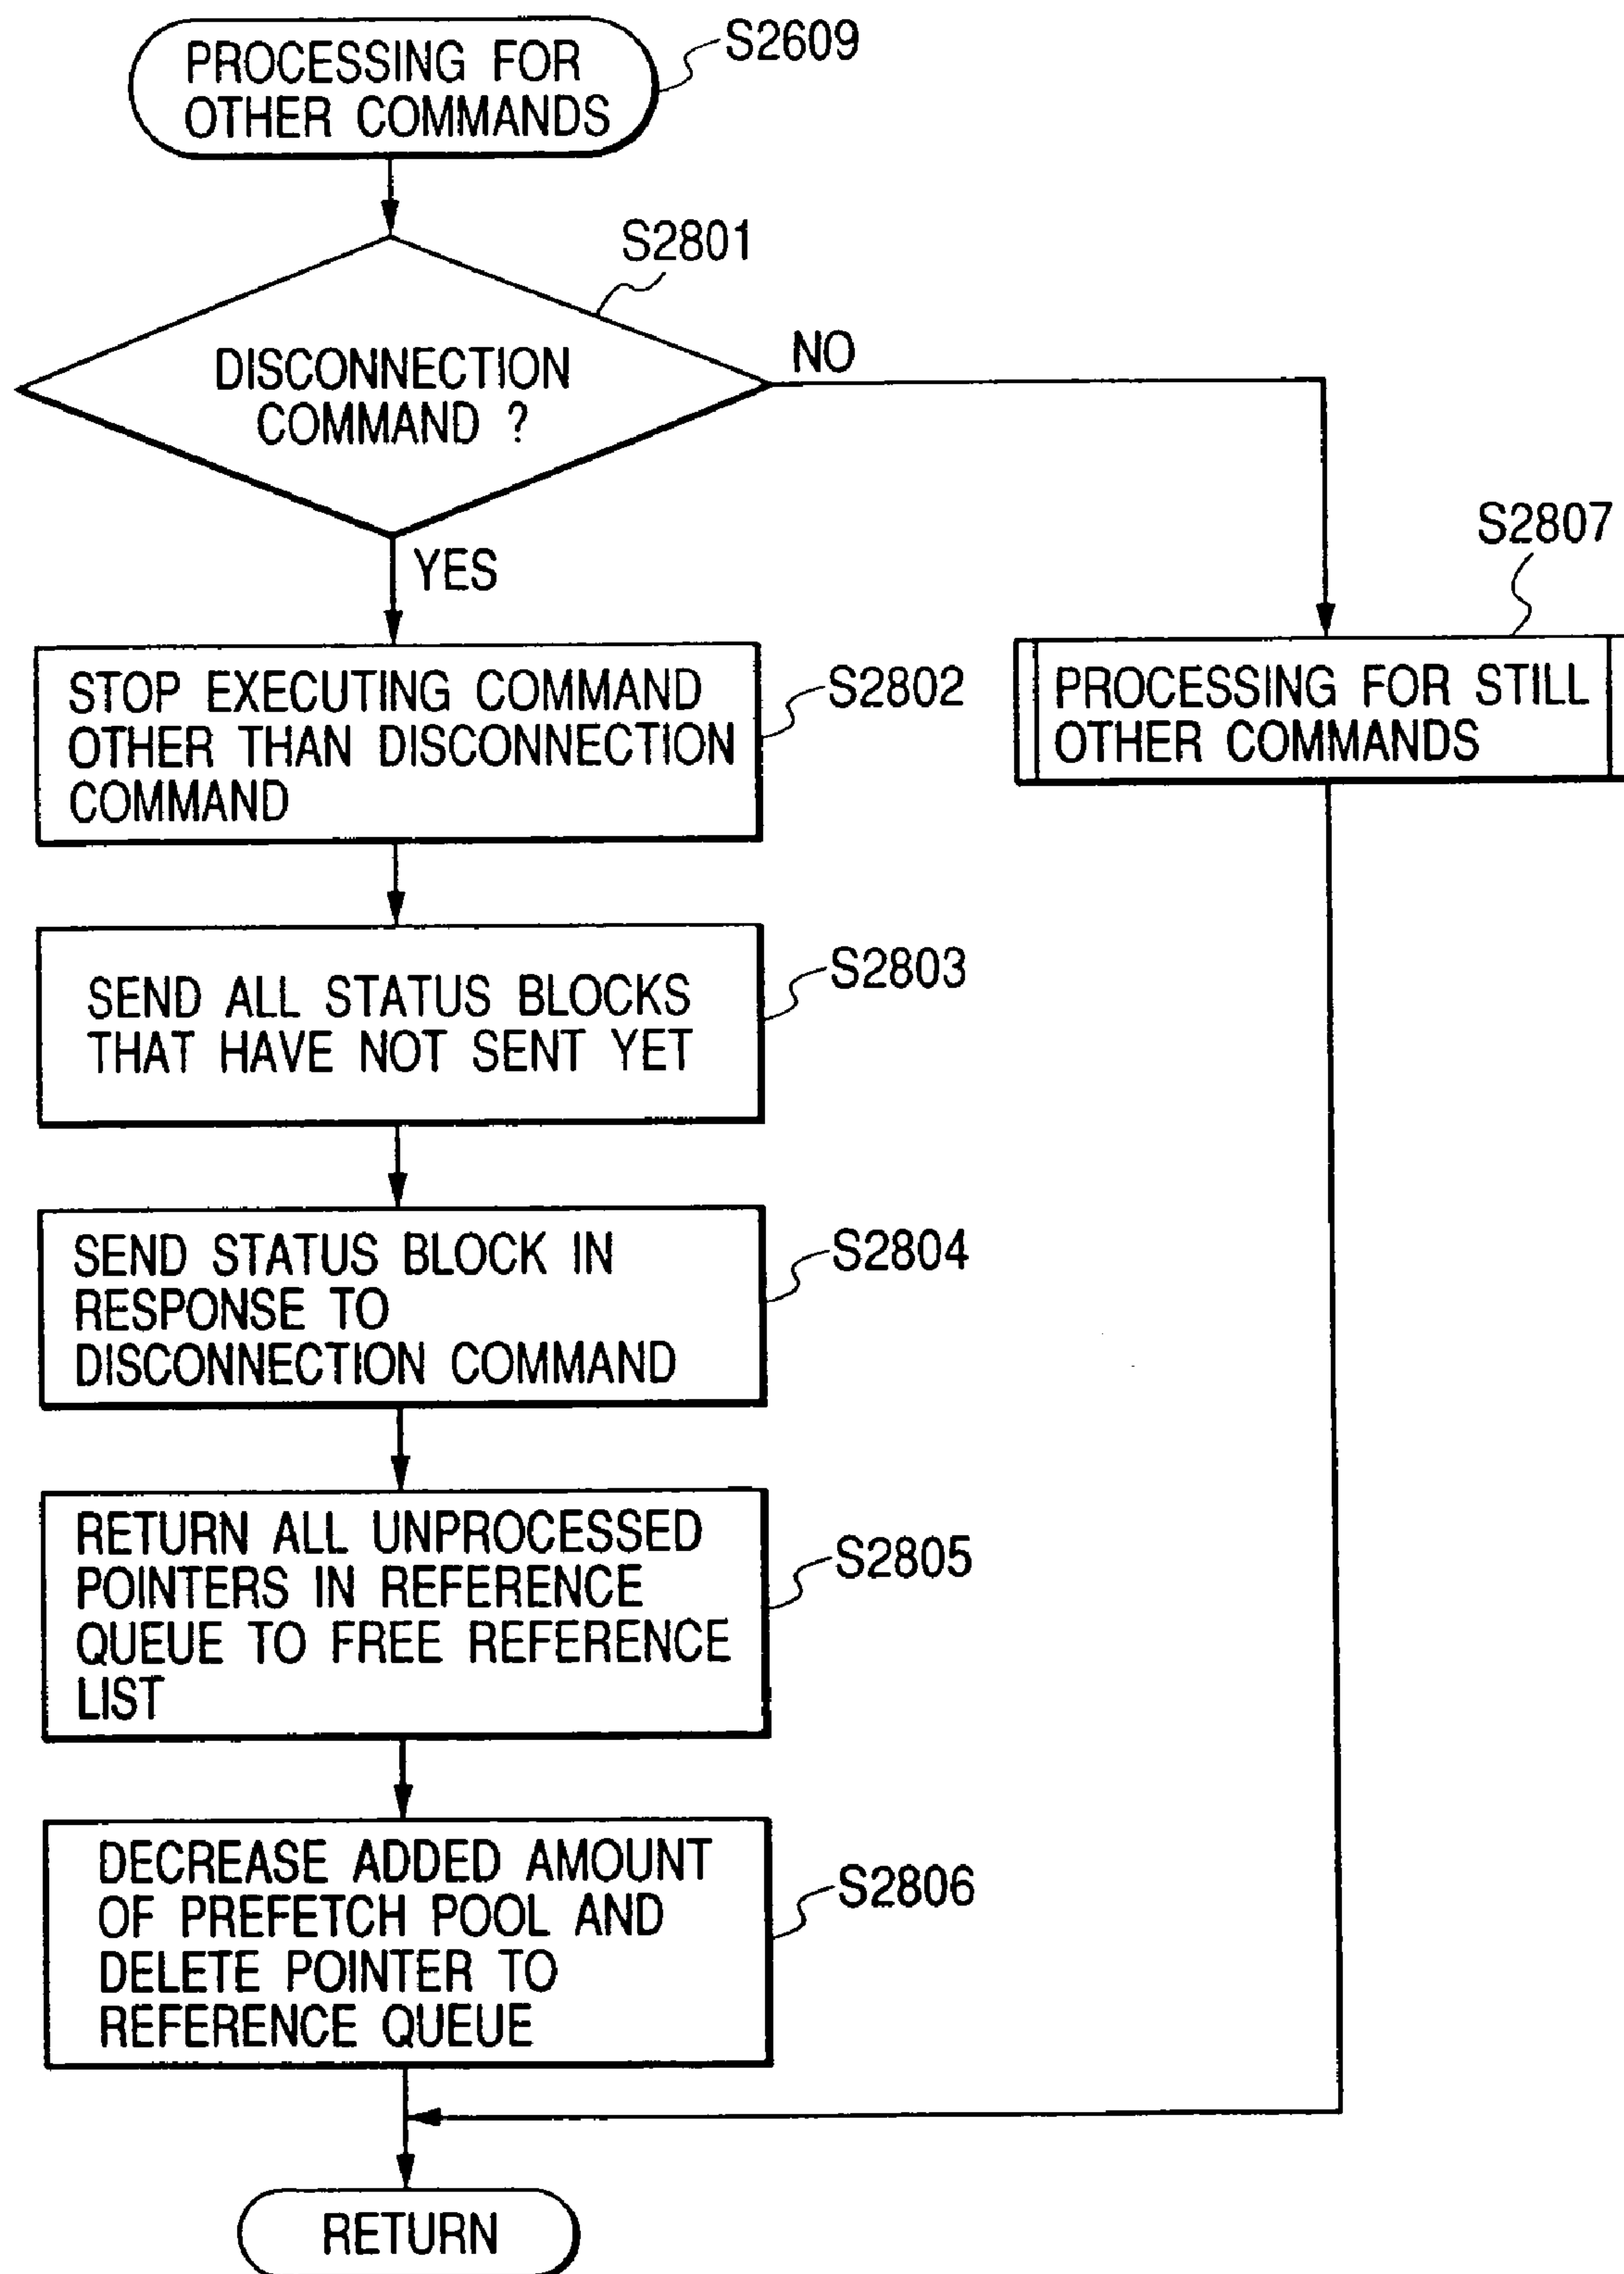 PROCESSING FOR
OTHER COMMANDS
S2609
S2801
DISCONNECTION
COMMAND ?
NO
YES
S2807
PROCESSING FOR STILL
OTHER COMMANDS
STOP EXECUTING COMMAND
OTHER THAN DISCONNECTION
COMMAND
S2802
SEND ALL STATUS BLOCKS
THAT HAVE NOT SENT YET
S2803
SEND STATUS BLOCK IN
RESPONSE TO
DISCONNECTION COMMAND
S2804
RETURN ALL UNPROCESSED
POINTERS IN REFERENCE
QUEUE TO FREE REFERENCE
LIST
S2805
DECREASE ADDED AMOUNT
OF PREFETCH POOL AND
DELETE POINTER TO
REFERENCE QUEUE
S2806
RETURN